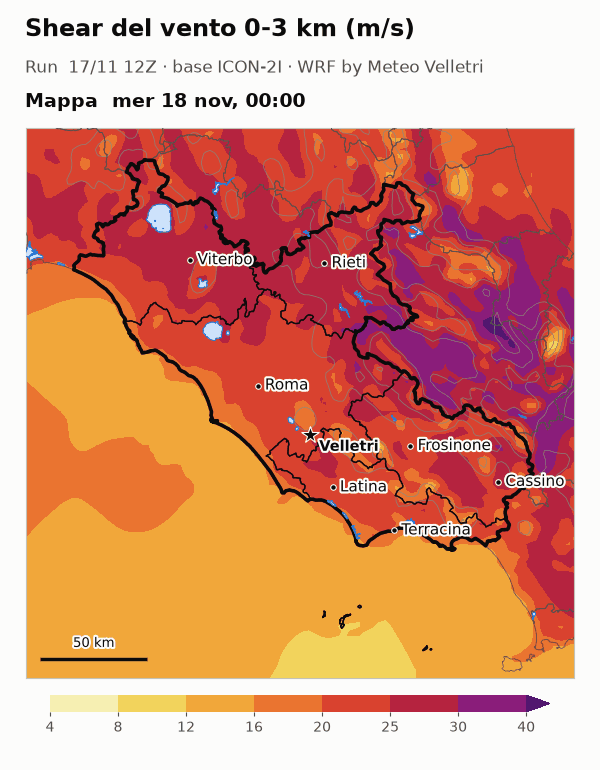 Shear del vento 0-3 km (m/s)
Run 17/11 12Z · base ICON-2I · WRF by Meteo Velletri
Mappa mer 18 nov, 00:00
Viterbo
Rieti
Roma
Velletri
Frosinone
Latina
Cassino
Terracina
50 km
4 8 12 16 20 25 30 40